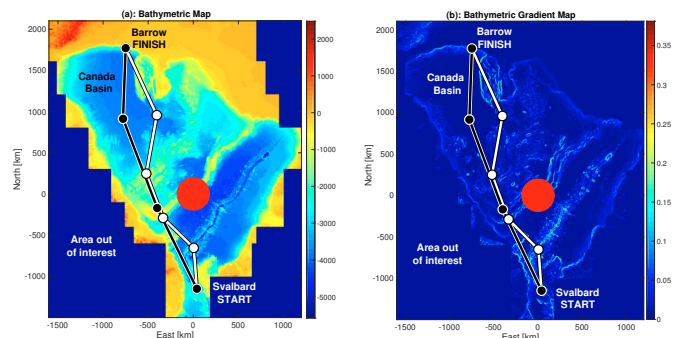 (a): Bathymetric Map
Barrow
FINISH
Canada
Basin
Area out
of interest
Svalbard
START
North [km]
2000
1500
1000
500
0
-500
-1000
-1500
-1000
-500
0
500
1000
East [km]
2000
1000
0
-1000
-2000
-3000
-4000
-5000
(b): Bathymetric Gradient Map
Barrow
FINISH
Canada
Basin
Area out
of interest
Svalbard
START
North [km]
2000
1500
1000
500
0
-500
-1000
-1500
-1000
-500
0
500
1000
East [km]
0.35
0.3
0.25
0.2
0.15
0.1
0.05
0